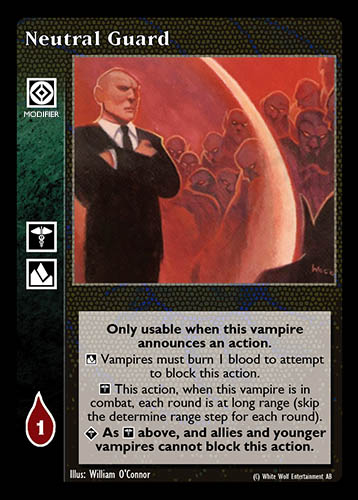 Neutral Guard
MODIFIER
Only usable when this vampire
announces an action.
Vampires must burn 1 blood to attempt
to block this action.
This action, when this vampire is in
combat, each round is at long range (skip
the determine range step for each round).
As above, and allies and younger
vampires cannot block this action.
1
Illus: William O'Connor
(C) White Wolf Entertainment AB